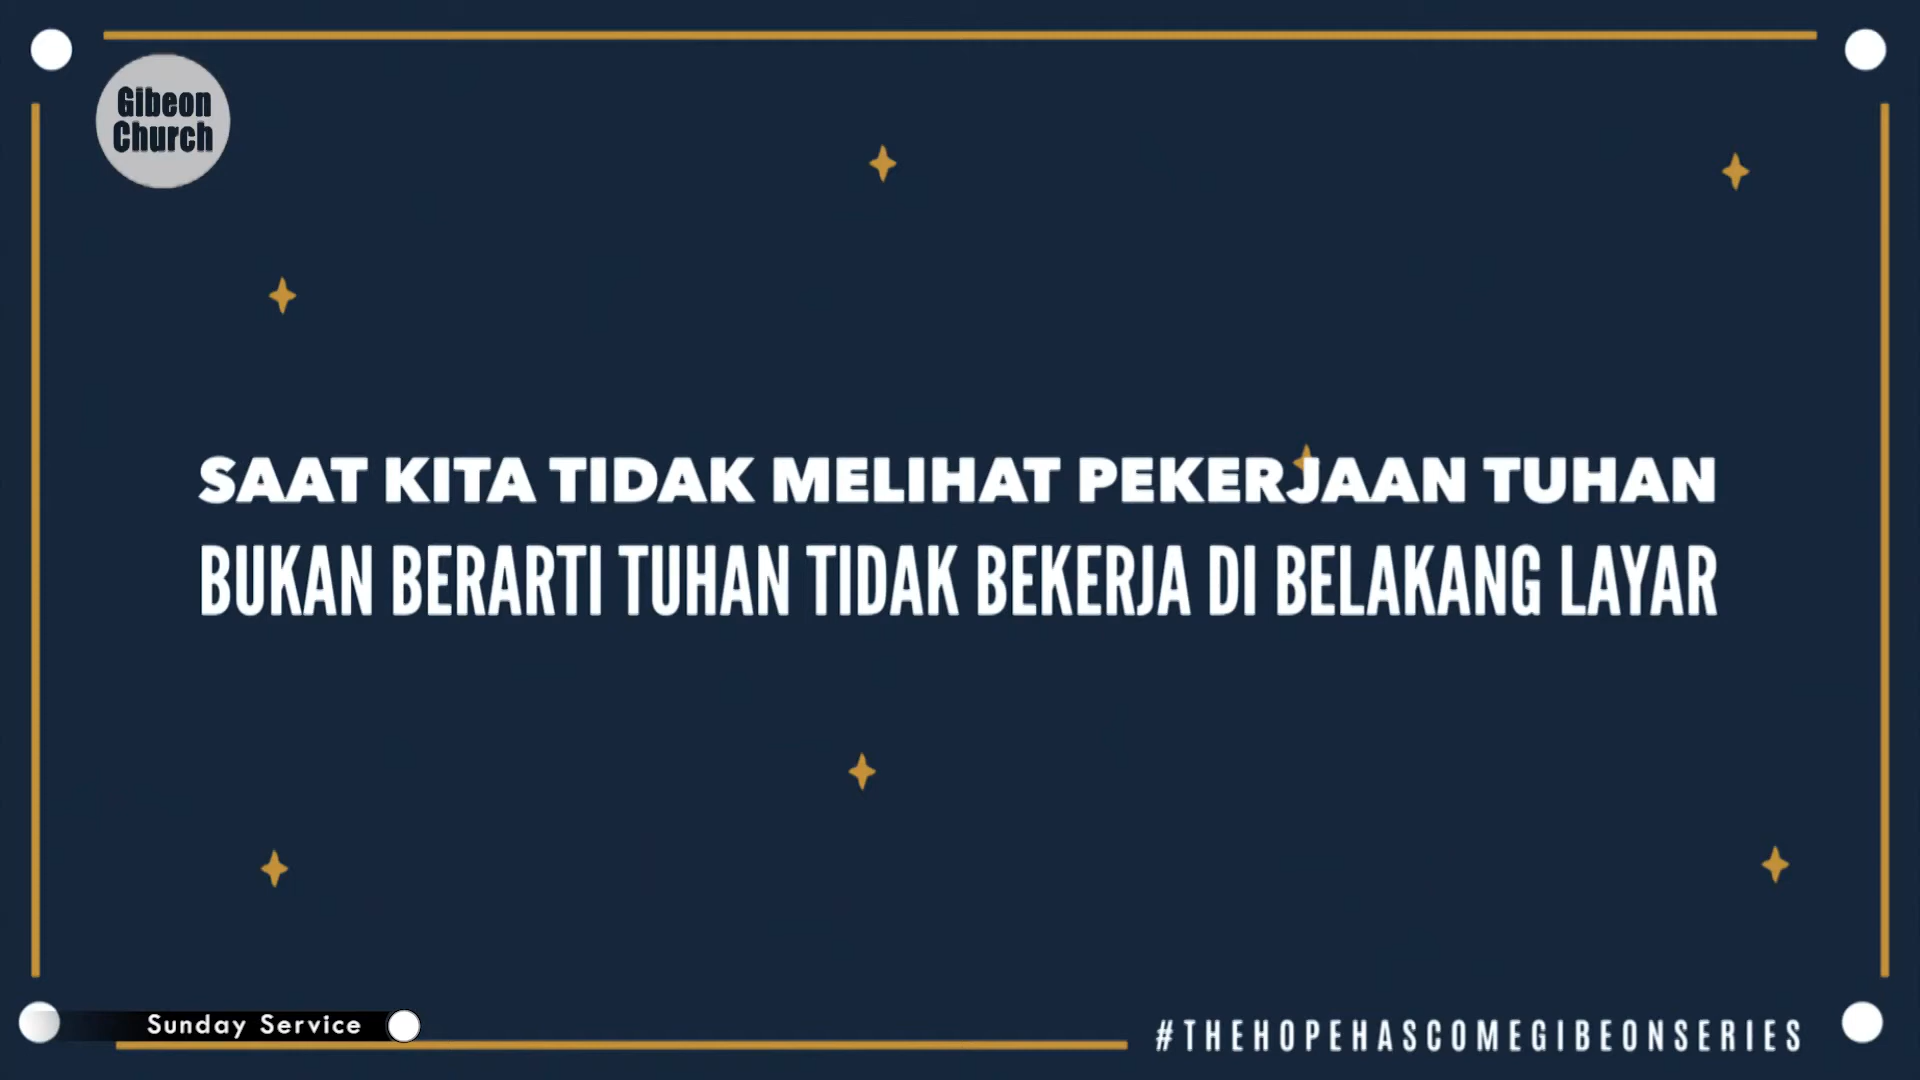 Gibeon
Church
SAAT KITA TIDAK MELIHAT PEKERJAAN TUHAN
BUKAN BERARTI TUHAN TIDAK BEKERJA DI BELAKANG LAYAR
Sunday Service
#THEHOPEHASCOMEGIBEONSERIES